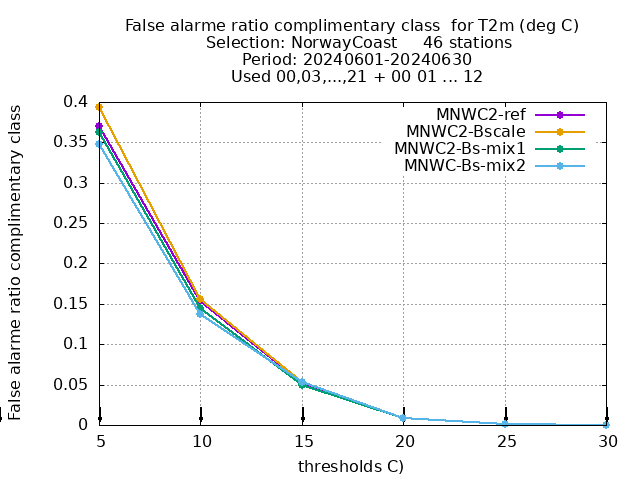 False alarme ratio complimentary class  for T2m (deg C)
Selection: NorwayCoast     46 stations
Period: 20240601-20240630
Used 00,03,...,21 + 00 01 ... 12
False alarme ratio complimentary class
0.4
0.35
0.3
0.25
0.2
0.15
0.1
0.05
0
MNWC2-ref
MNWC2-Bscale
MNWC2-Bs-mix1
MNWC-Bs-mix2
5 10 15 20 25 30
thresholds C)